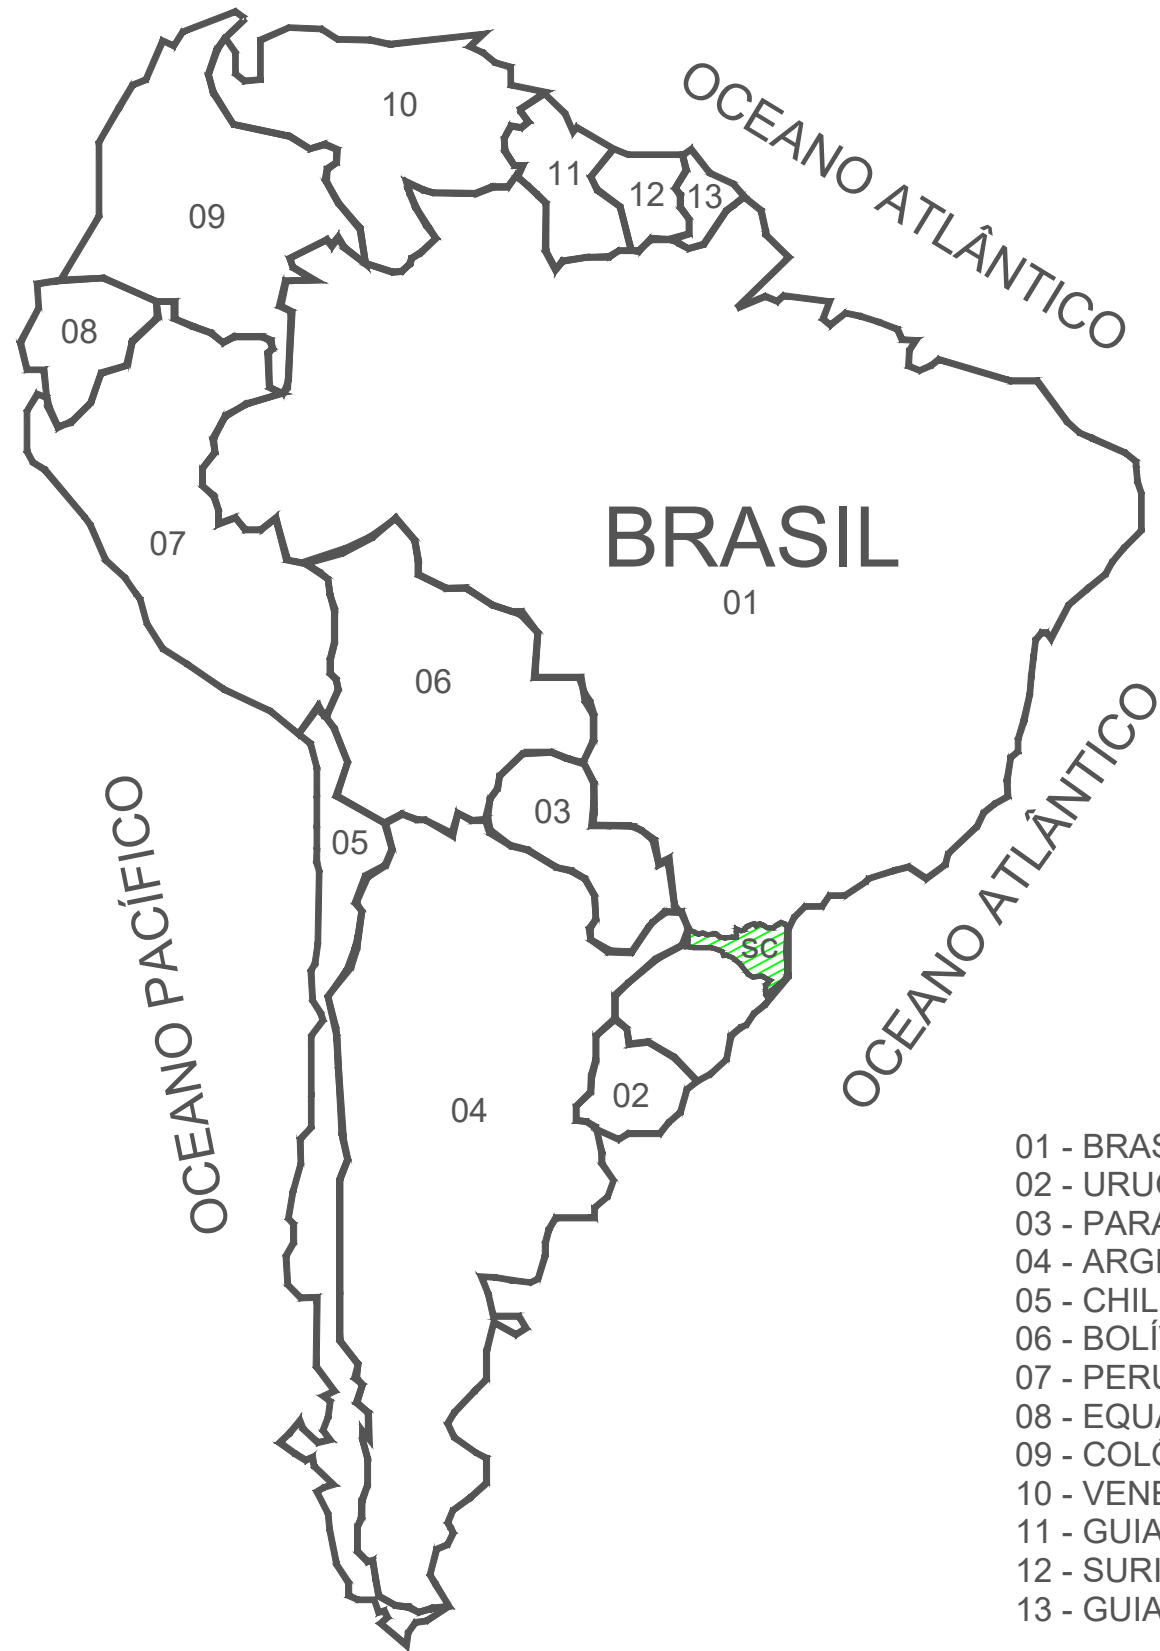 OCEANO ATLÂNTICO
10
11
12
13
09
08
BRASIL
01
07
06
03
05
SC
OCEANO PACÍFICO
OCEANO ATLÂNTICO
02
04
01 - BRAS
02 - URUG
03 - PARA
04 - ARGE
05 - CHIL
06 - BOLÍV
07 - PERU
08 - EQUA
09 - COLÔ
10 - VENE
11 - GUIA
12 - SURI
13 - GUIA